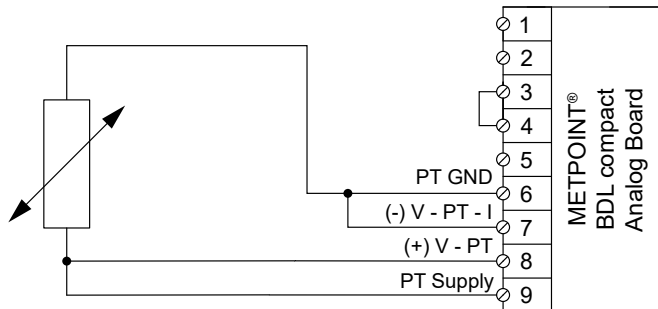 1
2
3
4
5
PT GND 6
(-) V - PT - I 7
(+) V - PT 8
PT Supply 9
METPOINT®
BDL compact
Analog Board